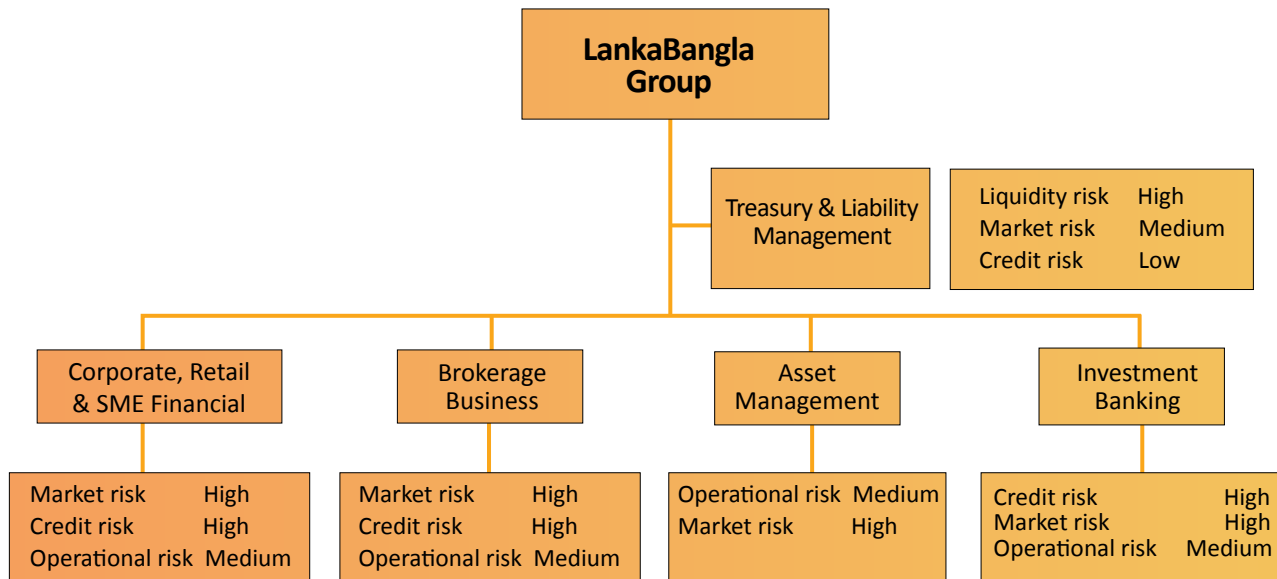 LankaBangla
Group
Treasury & Liability
Management
Liquidity risk High
Market risk Medium
Credit risk Low
Corporate, Retail
& SME Financial
Market risk High
Credit risk High
Operational risk Medium
Brokerage
Business
Market risk High
Credit risk High
Operational risk Medium
Asset
Management
Operational risk Medium
Market risk High
Investment
Banking
Credit risk High
Market risk High
Operational risk Medium